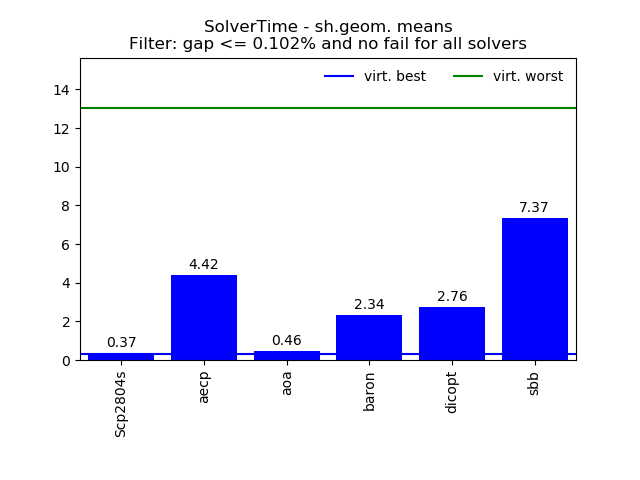 SolverTime - sh.geom. means
Filter: gap <= 0.102% and no fail for all solvers
virt. best
virt. worst
14
12
10
8
6
4
2
0
0.37
4.42
0.46
2.34
2.76
7.37
Scp2804s
aecp
aoa
baron
dicopt
sbb